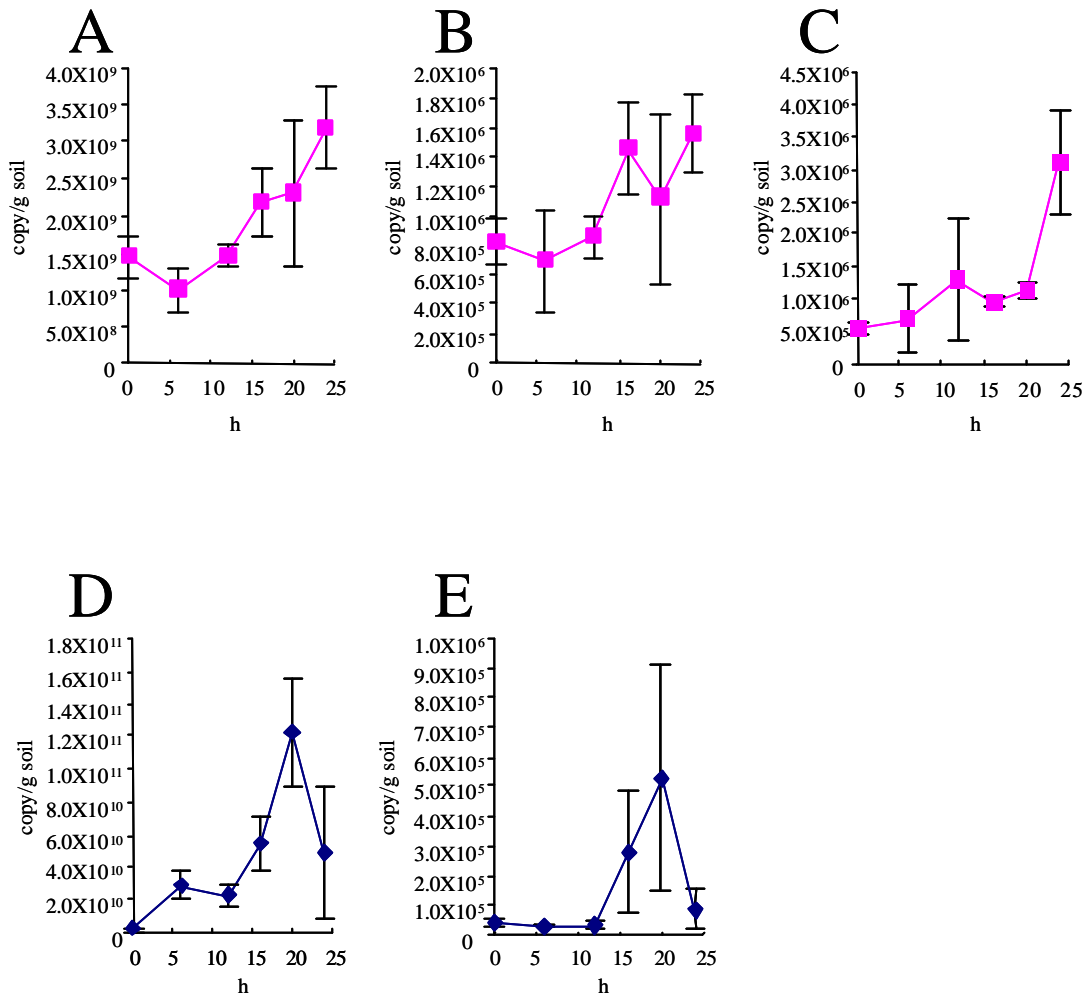 A
copy/g soil
4.0X10⁹
3.5X10⁹
3.0X10⁹
2.5X10⁹
2.0X10⁹
1.5X10⁹
1.0X10⁹
5.0X10⁸
0
0 5 10 15 20 25
h
B
copy/g soil
2.0X10⁶
1.8X10⁶
1.6X10⁶
1.4X10⁶
1.2X10⁶
1.0X10⁶
8.0X10⁵
6.0X10⁵
4.0X10⁵
2.0X10⁵
0
0 5 10 15 20 25
h
C
copy/g soil
4.5X10⁶
4.0X10⁶
3.5X10⁶
3.0X10⁶
2.5X10⁶
2.0X10⁶
1.5X10⁶
1.0X10⁶
5.0X10⁵
0
0 5 10 15 20 25
h
D
copy/g soil
1.8X10¹¹
1.6X10¹¹
1.4X10¹¹
1.2X10¹¹
1.0X10¹¹
8.0X10¹⁰
6.0X10¹⁰
4.0X10¹⁰
2.0X10¹⁰
0
0 5 10 15 20 25
h
E
copy/g soil
1.0X10⁶
9.0X10⁵
8.0X10⁵
7.0X10⁵
6.0X10⁵
5.0X10⁵
4.0X10⁵
3.0X10⁵
2.0X10⁵
1.0X10⁵
0
0 5 10 15 20 25
h